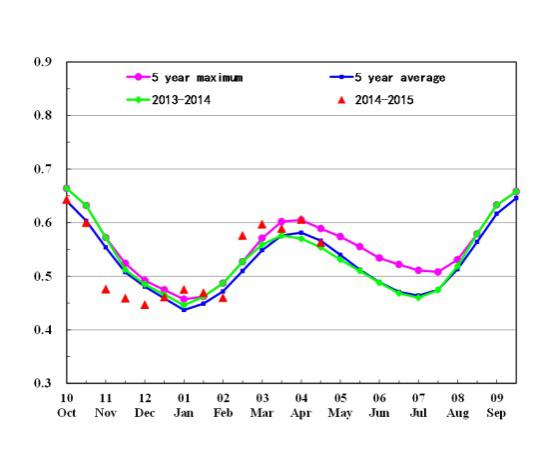 0.9
5 year maximum 5 year average
2013-2014 2014-2015
0.8
0.7
0.6
0.5
0.4
0.3
10 11 12 01 02 03 04 05 06 07 08 09
Oct Nov Dec Jan Feb Mar Apr May Jun Jul Aug Sep